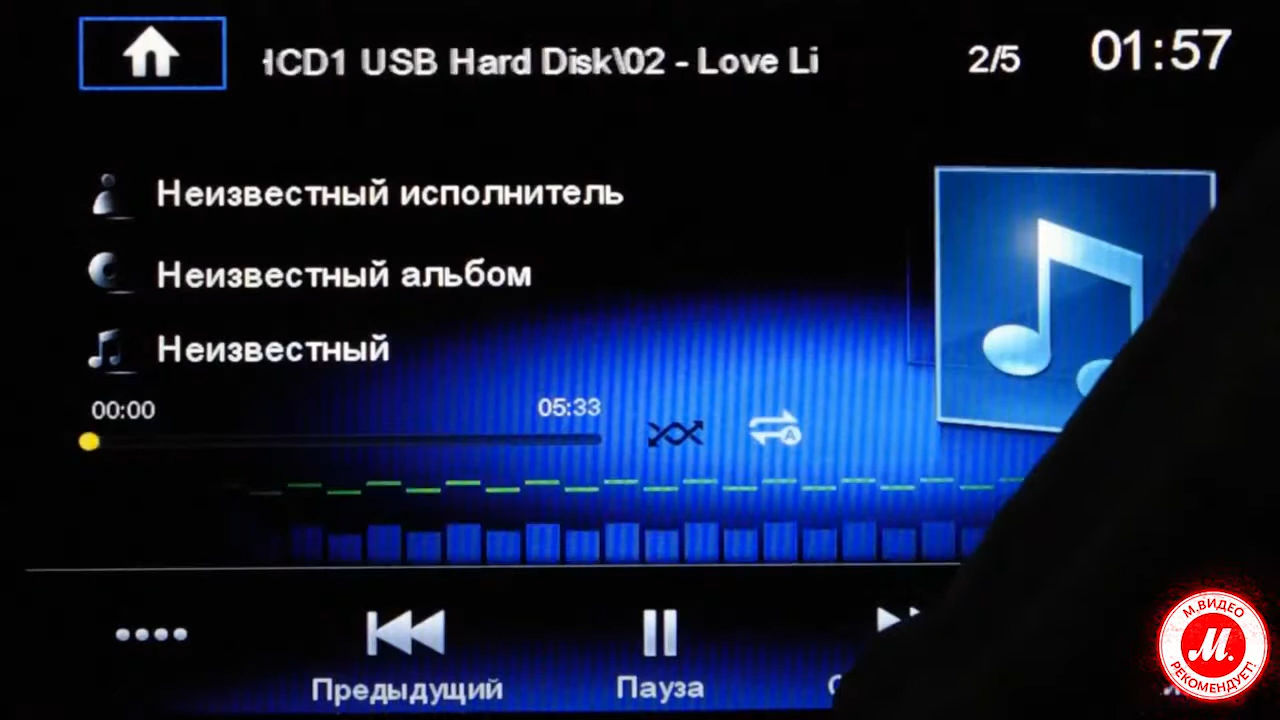 HCD1 USB Hard Disk\02 - Love Li
2/5
01:57
Неизвестный исполнитель
Неизвестный альбом
Неизвестный
00:00
05:33
Предыдущий
Пауза
М.ВИДЕО
М.
РЕКОМЕНДУЕТ!